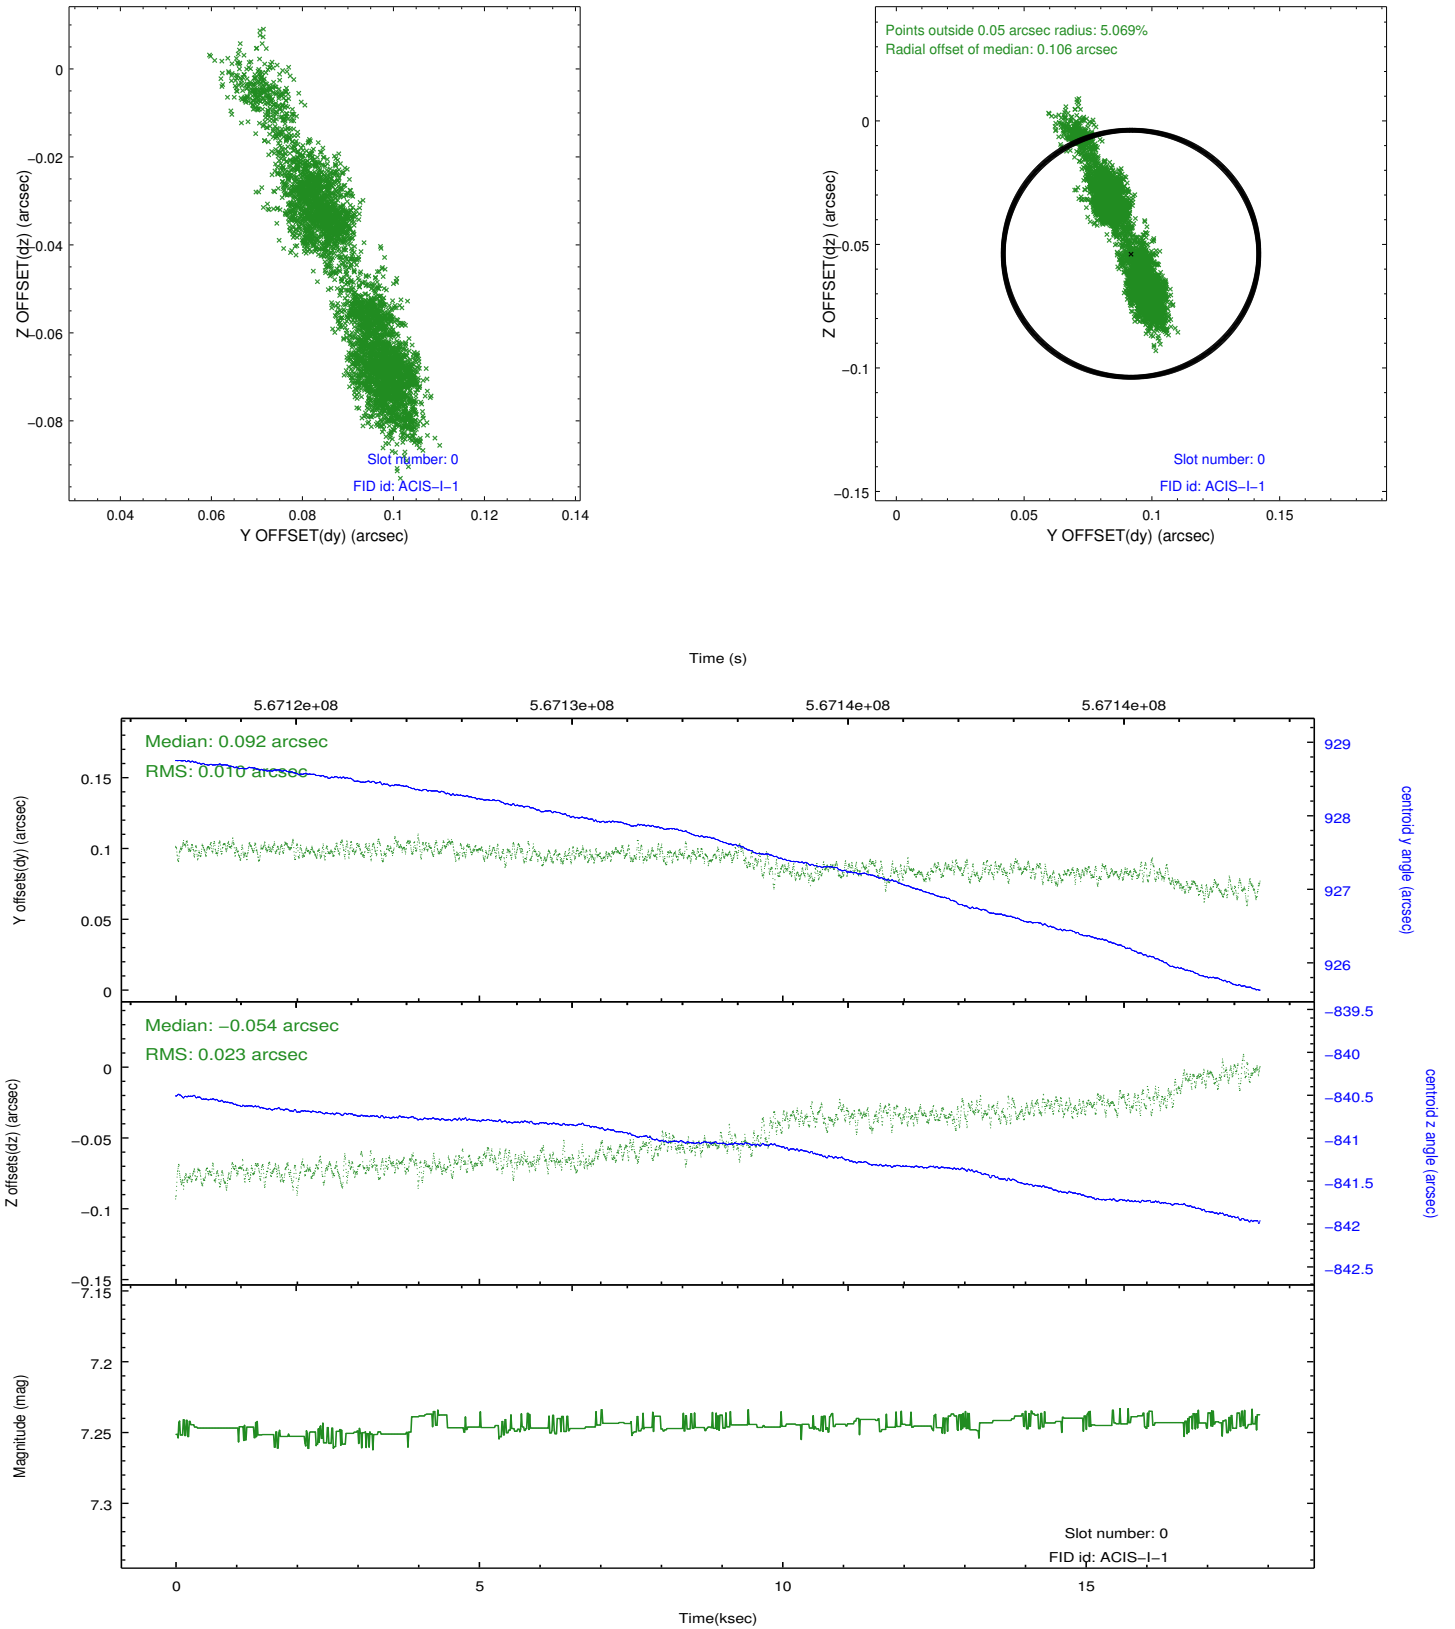 0
−0.02
−0.04
−0.06
−0.08
Z OFFSET(dz) (arcsec)
Slot number: 0
FID id: ACIS−I−1
0.04
0.06
0.08
0.1
0.12
0.14
Y OFFSET(dy) (arcsec)
Points outside 0.05 arcsec radius: 5.069%
Radial offset of median: 0.106 arcsec
0
−0.05
−0.1
−0.15
Z OFFSET(dz) (arcsec)
Slot number: 0
FID id: ACIS−I−1
0
0.05
0.1
0.15
Y OFFSET(dy) (arcsec)
Time (s)
5.6712e+08
5.6713e+08
5.6714e+08
5.6714e+08
Median: 0.092 arcsec
RMS: 0.010 arcsec
0.15
0.1
0.05
0
Y offsets(dy) (arcsec)
929
928
927
926
centroid y angle (arcsec)
Median: −0.054 arcsec
RMS: 0.023 arcsec
0
−0.05
−0.1
−0.15
Z offsets(dz) (arcsec)
−839.5
−840
−840.5
−841
−841.5
−842
−842.5
centroid z angle (arcsec)
7.15
7.2
7.25
7.3
Magnitude (mag)
Slot number: 0
FID id: ACIS−I−1
0
5
10
15
Time(ksec)